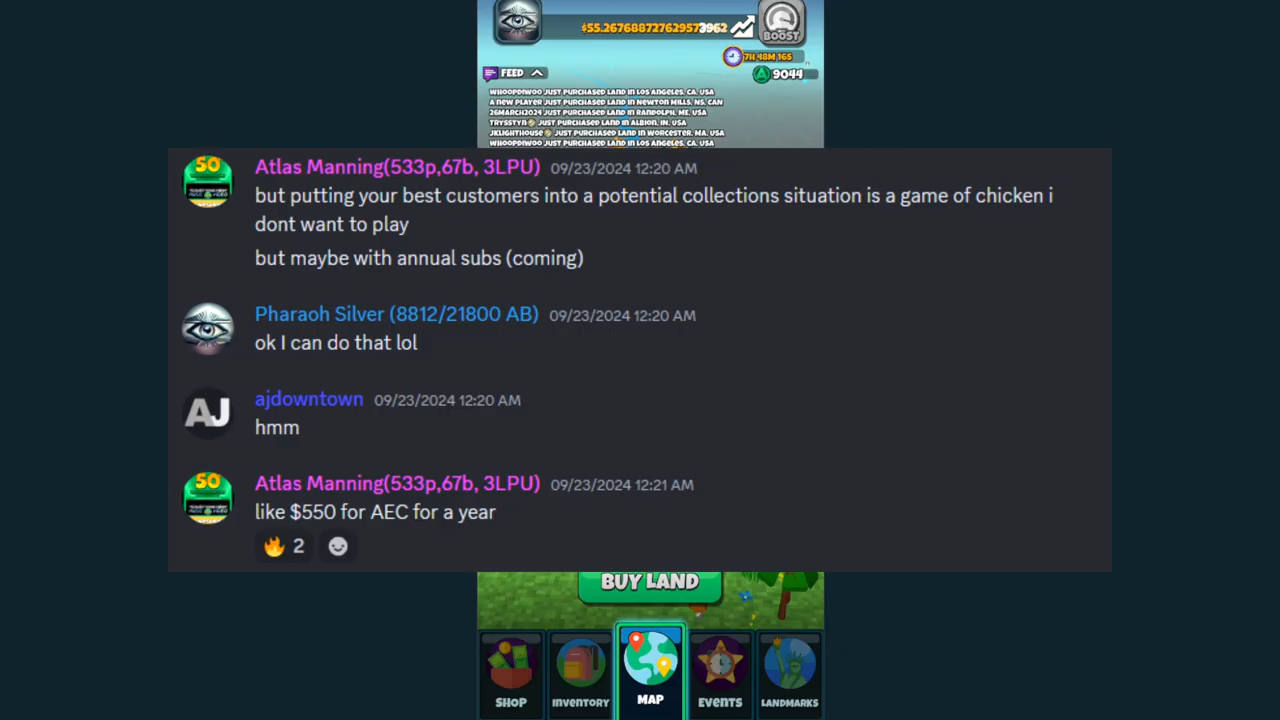 $55.2676887276295773962
BOOST
7H 48M 16S
FEED
9044
WHOOPDIWOO JUST PURCHASED LAND IN LOS ANGELES, CA, USA
A NEW PLAYER JUST PURCHASED LAND IN NEWTON MILLS, NS, CAN
26MARCH2024 JUST PURCHASED LAND IN RANDOLPH, ME, USA
TRYSSTYN JUST PURCHASED LAND IN ALBION, IN, USA
JKLIGHTHOUSE JUST PURCHASED LAND IN WORCESTER, MA, USA
WHOOPDIWOO JUST PURCHASED LAND IN LOS ANGELES, CA, USA
50
Atlas Manning(533p,67b, 3LPU) 09/23/2024 12:20 AM
but putting your best customers into a potential collections situation is a game of chicken i
dont want to play
but maybe with annual subs (coming)
Pharaoh Silver (8812/21800 AB) 09/23/2024 12:20 AM
ok I can do that lol
AJ
ajdowntown 09/23/2024 12:20 AM
hmm
50
Atlas Manning(533p,67b, 3LPU) 09/23/2024 12:21 AM
like $550 for AEC for a year
2
BUY LAND
SHOP
INVENTORY
MAP
EVENTS
LANDMARKS